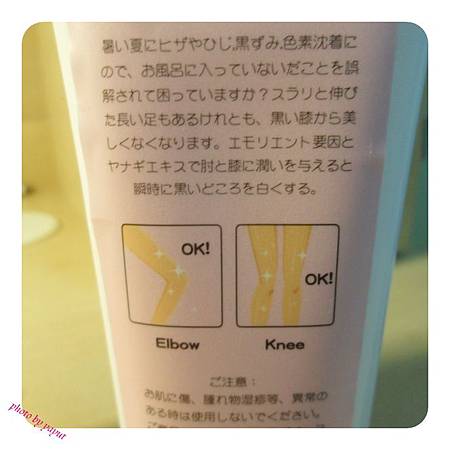 暑い夏にヒザやひじ,黒ずみ,色素沈着に
ので、お風呂に入っていないだことを誤
解されて困っていますか？スラリと伸び
た長い足もあるけれとも、黒い膝から美
しくなくなります。エモリエント要因と
ヤナギエキスで肘と膝に潤いを与えると
瞬時に黒いどころを白くする。
OK!
OK!
Elbow
Knee
ご注意：
お肌に傷、腫れ物湿疹等、異常の
ある時は使用しないでください。
photo by paput